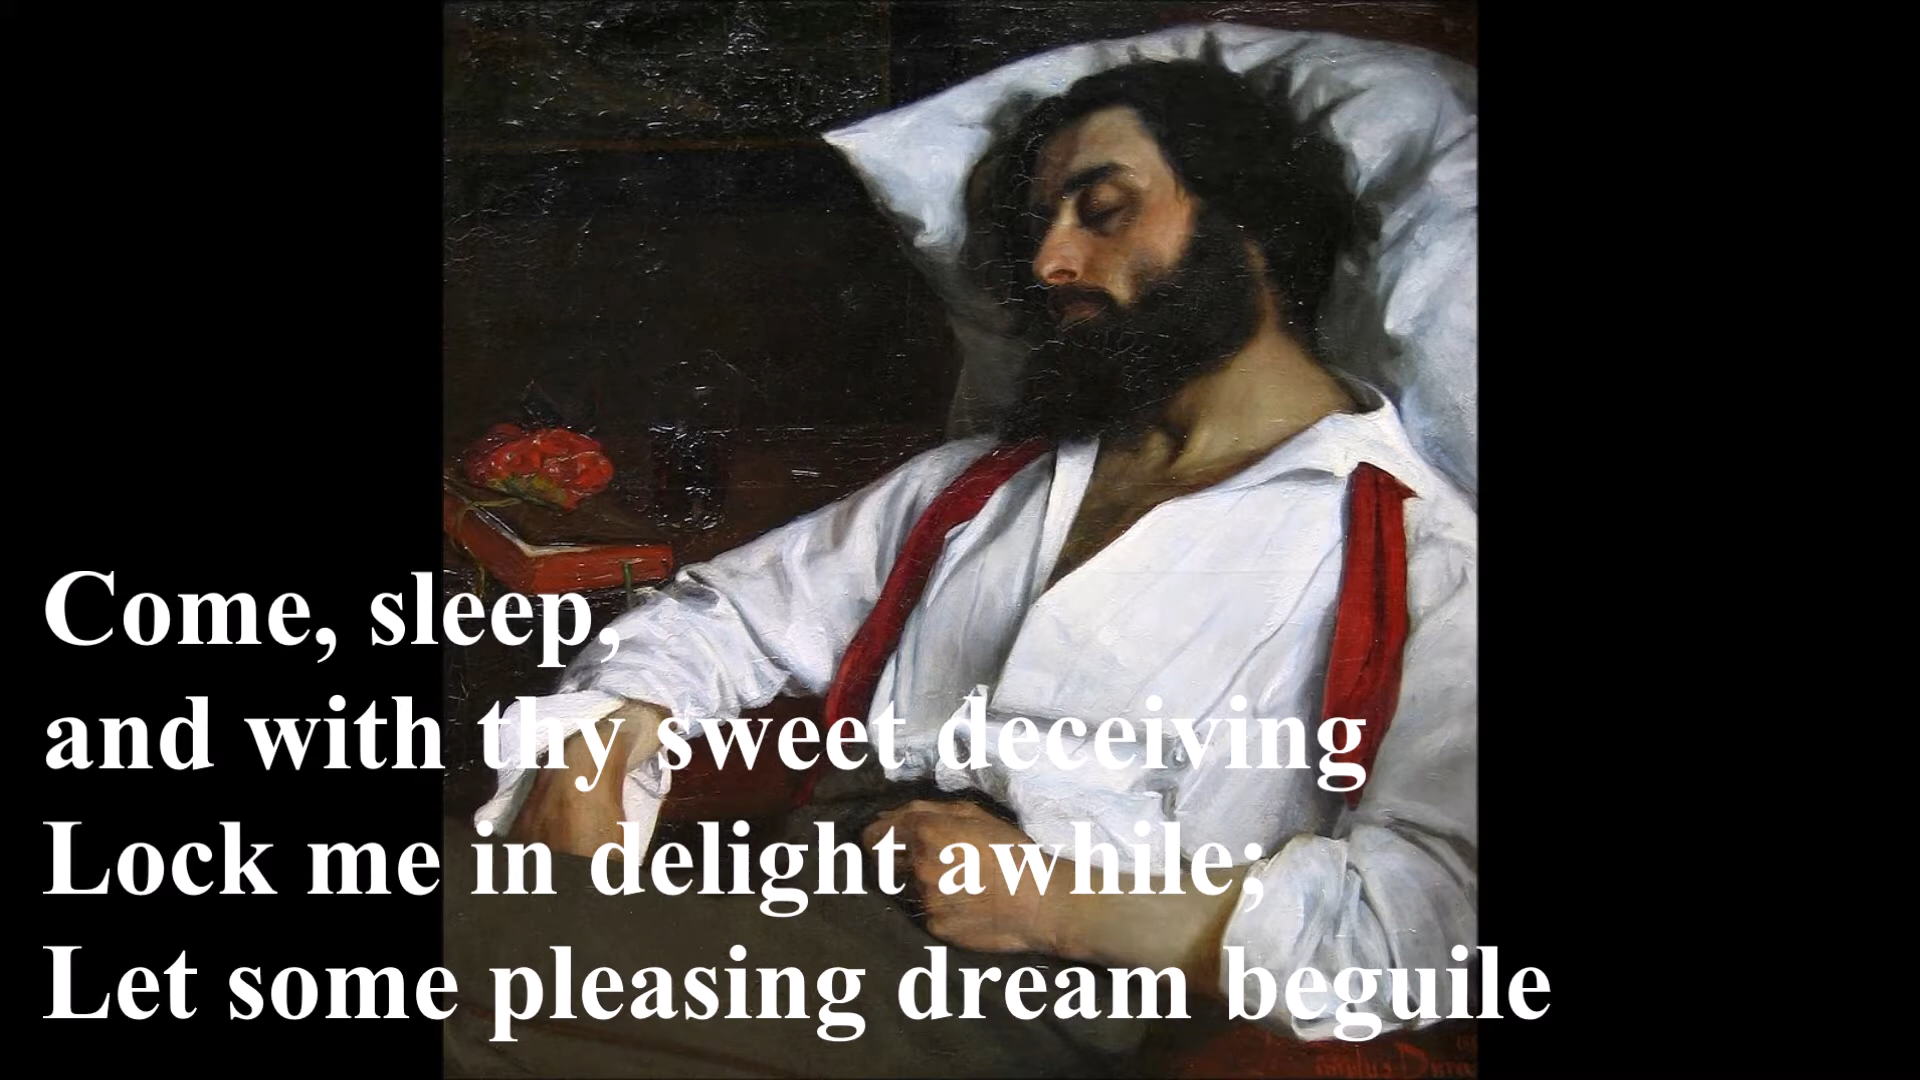 Come, sleep,
and with thy sweet deceiving
Lock me in delight awhile;
Let some pleasing dream beguile